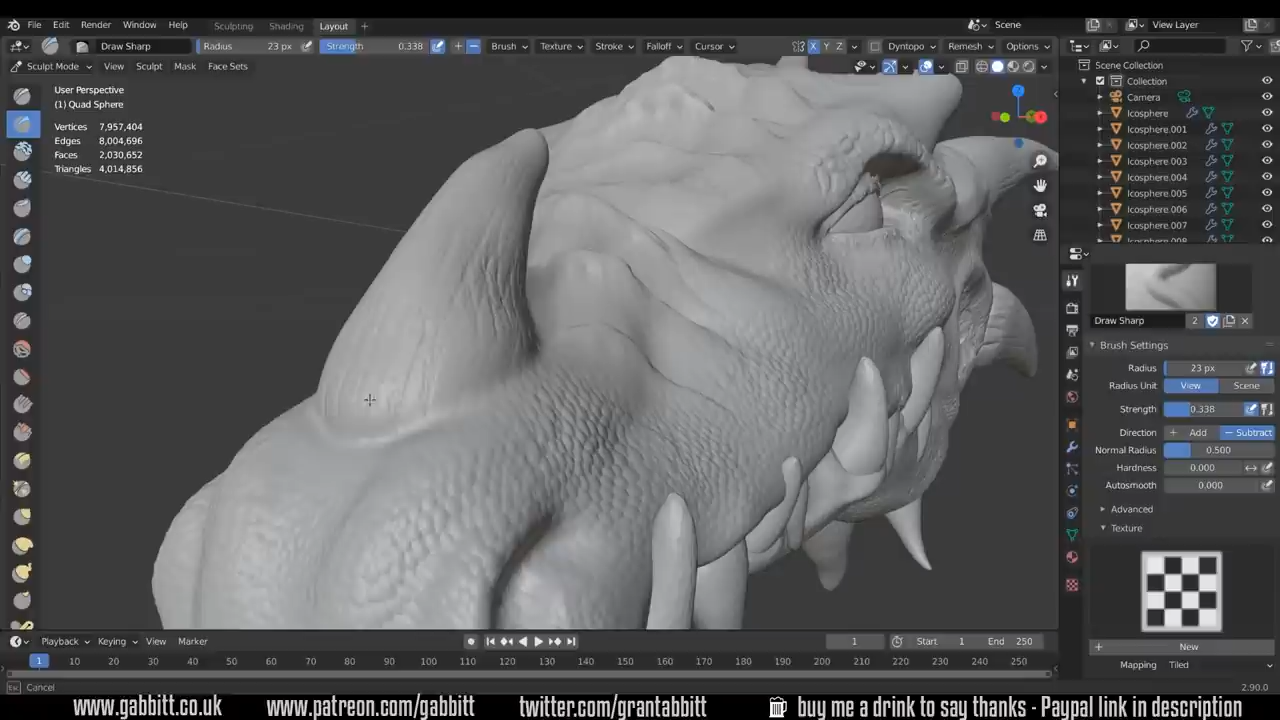 File Edit Render Window Help Sculpting Shading Layout + Scene View Layer
Draw Sharp Radius 23 px Strength 0.338 Brush Texture Stroke Falloff Cursor X Y Z Dyntopo Remesh Options
Sculpt Mode View Sculpt Mask Face Sets
User Perspective
(1) Quad Sphere
Vertices 7,957,404
Edges 8,004,696
Faces 2,030,652
Triangles 4,014,856
Z
Scene Collection
Collection
Camera
Icosphere
Icosphere.001
Icosphere.002
Icosphere.003
Icosphere.004
Icosphere.005
Icosphere.006
Icosphere.007
Icosphere.008
Draw Sharp 2
Brush Settings
Radius 23 px
Radius Unit View Scene
Strength 0.338
Direction + Add − Subtract
Normal Radius 0.500
Hardness 0.000
Autosmooth 0.000
Advanced
Texture
+ New
Mapping Tiled
Playback Keying View Marker 1 Start 1 End 250
1 10 20 30 40 50 60 70 80 90 100 110 120 130 140 150 160 170 180 190 200 210 220 230 240 250
Esc Cancel 2.90.0
www.gabbitt.co.uk www.patreon.com/gabbitt twitter.com/grantabbitt buy me a drink to say thanks - Paypal link in description